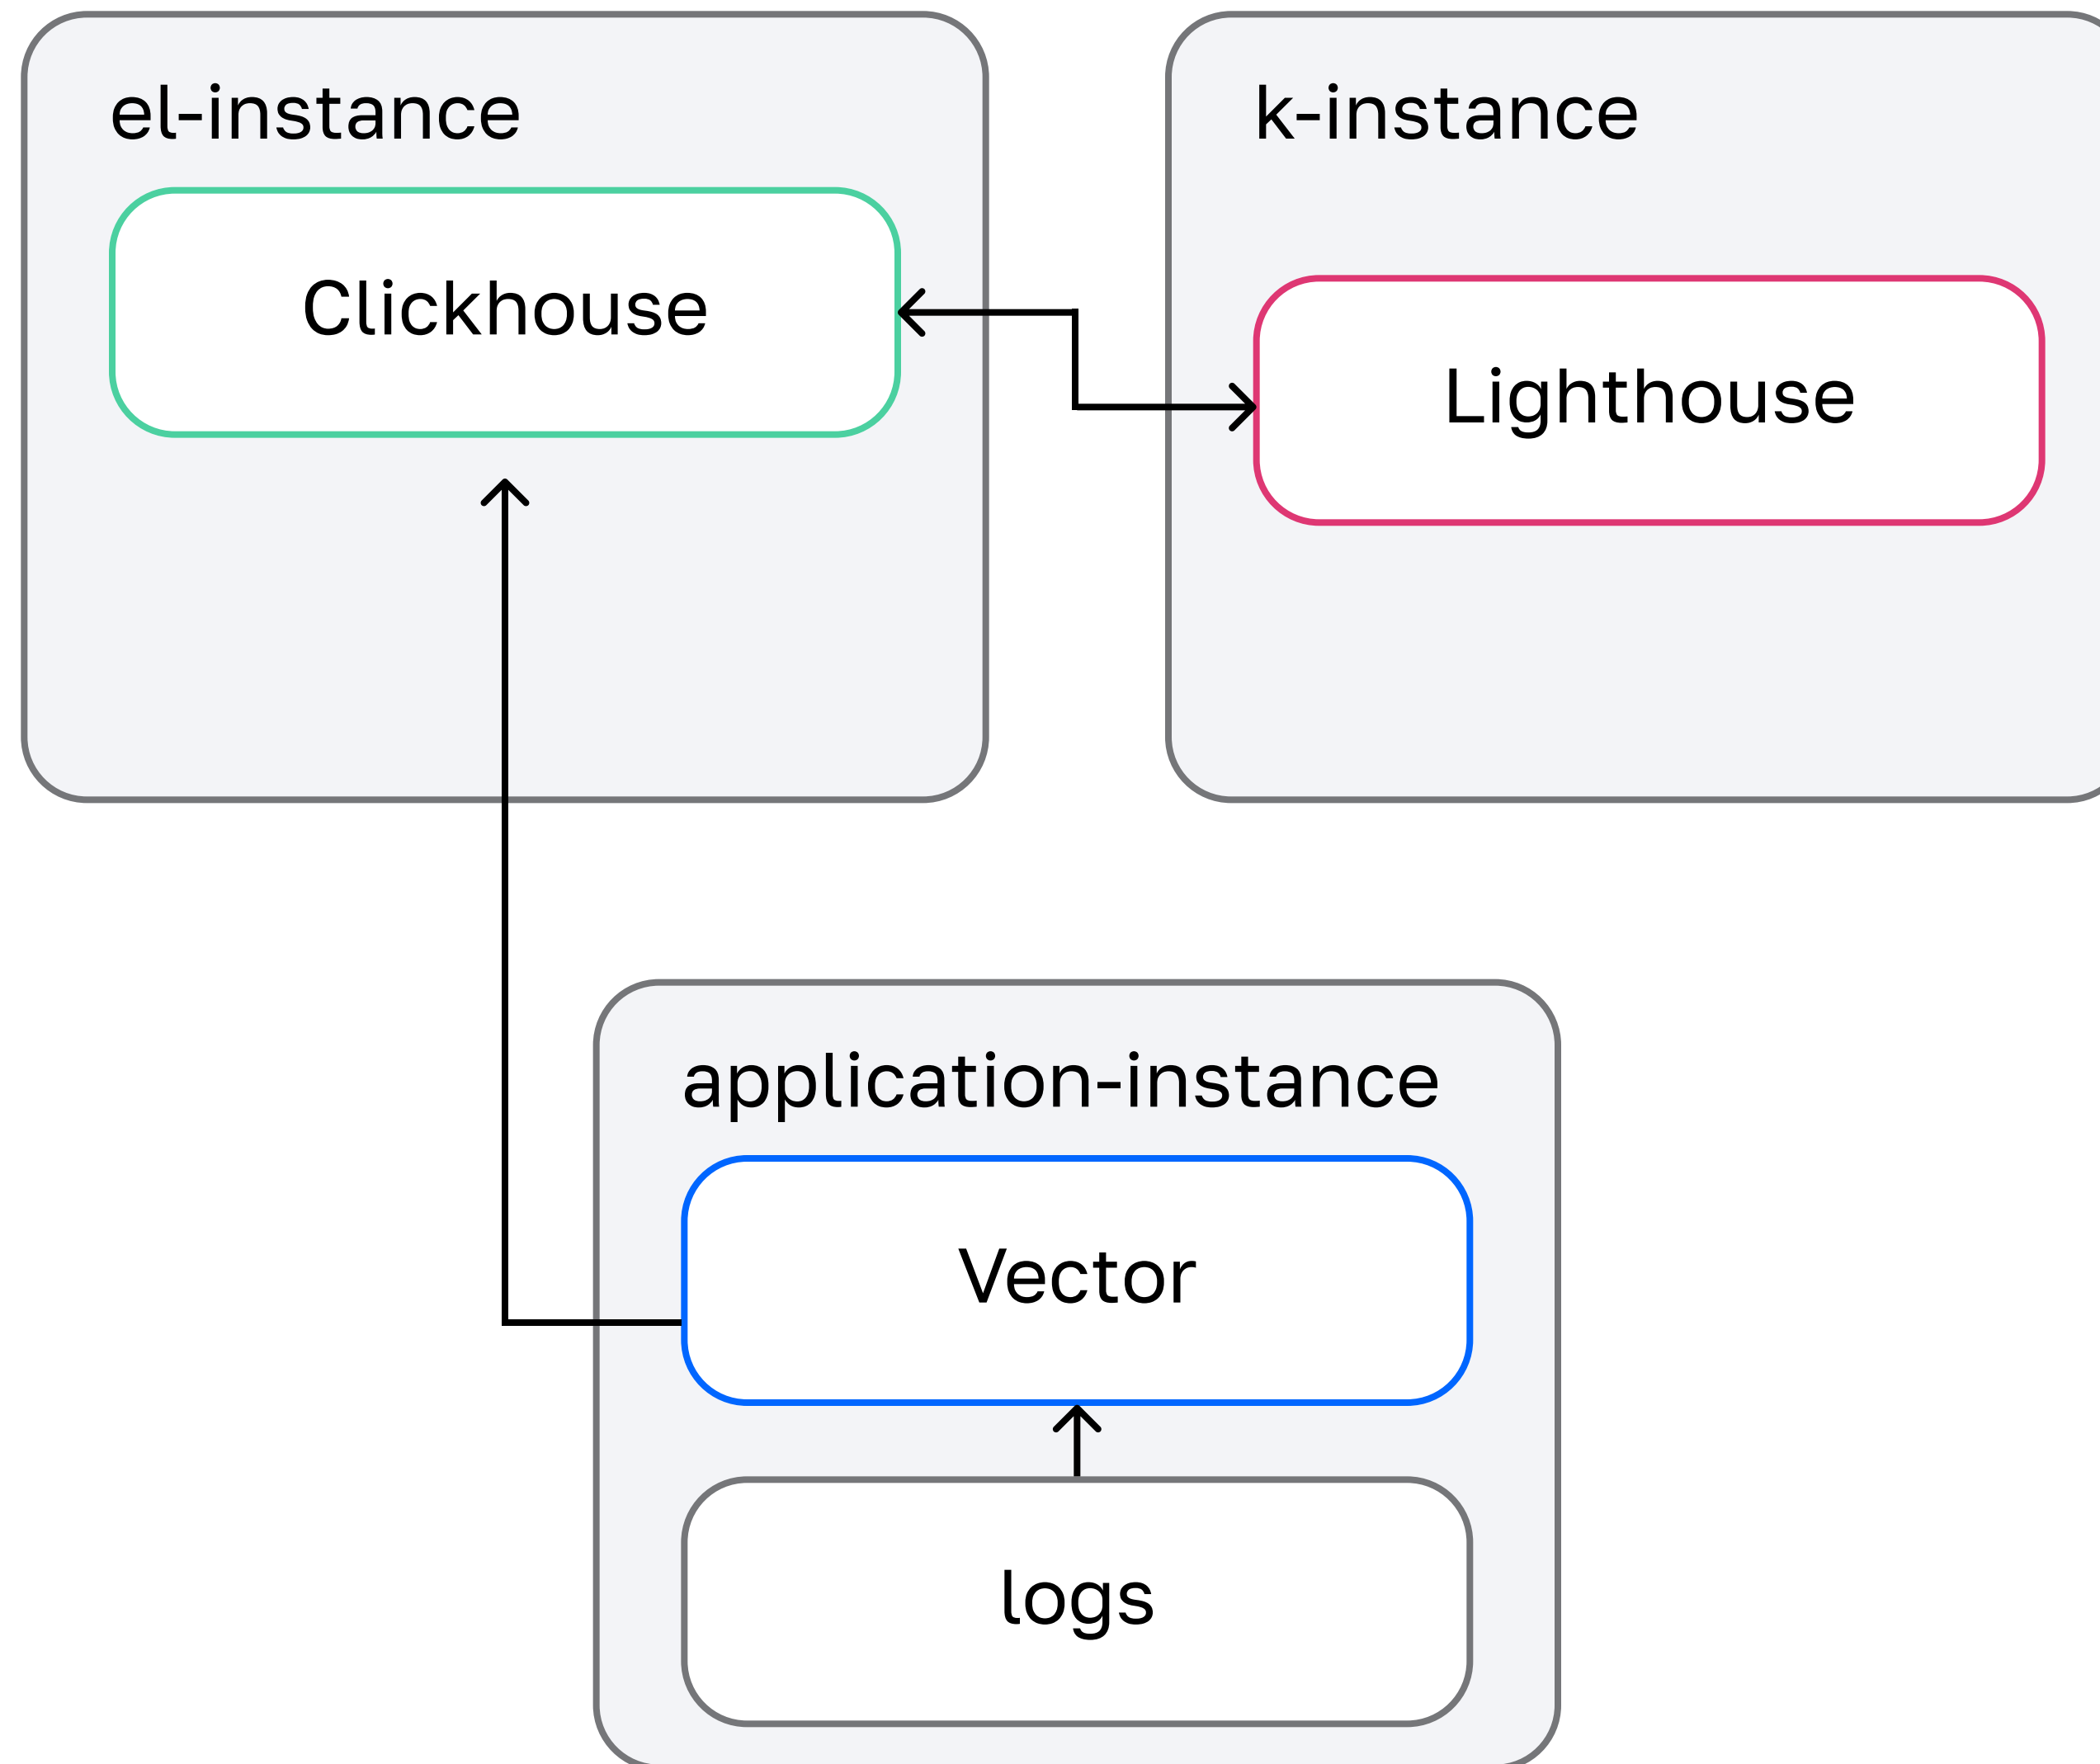 el-instance
k-instance
Clickhouse
Lighthouse
application-instance
Vector
logs